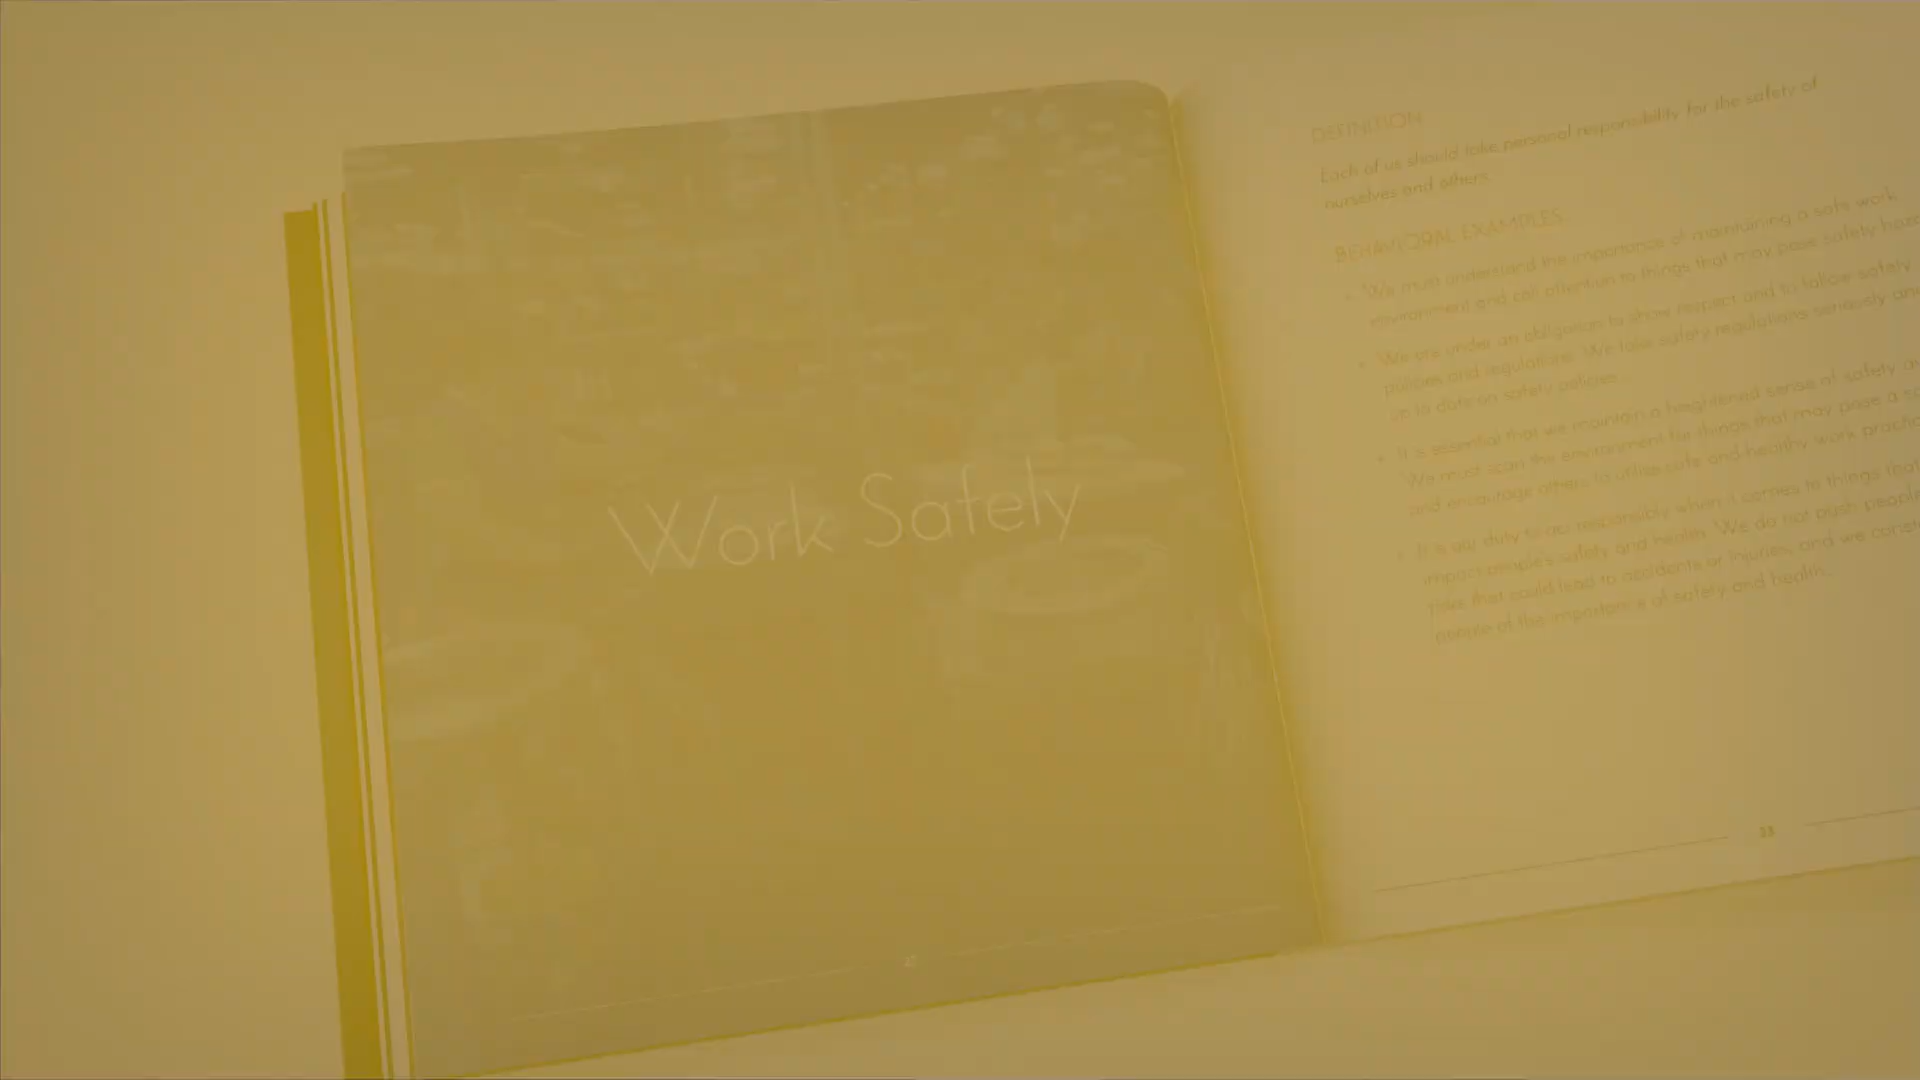 Work Safely
DEFINITION
Each of us should take personal responsibility for the safety of
ourselves and others.
BEHAVIORAL EXAMPLES
• We must understand the importance of maintaining a safe work
environment and call attention to things that may pose safety
• We are under an obligation to show respect and to follow safety
policies and regulations. We take safety regulations seriously and
up to date on safety policies.
• It is essential that we maintain a heightened sense of safety
We must scan the environment for things that may pose a
and encourage others to utilize safe and healthy work
• It is our duty to act responsibly when it comes to things that
impact people's safety and health. We do not push people
risks that could lead to accidents or injuries, and we
of the importance of safety and health.
33